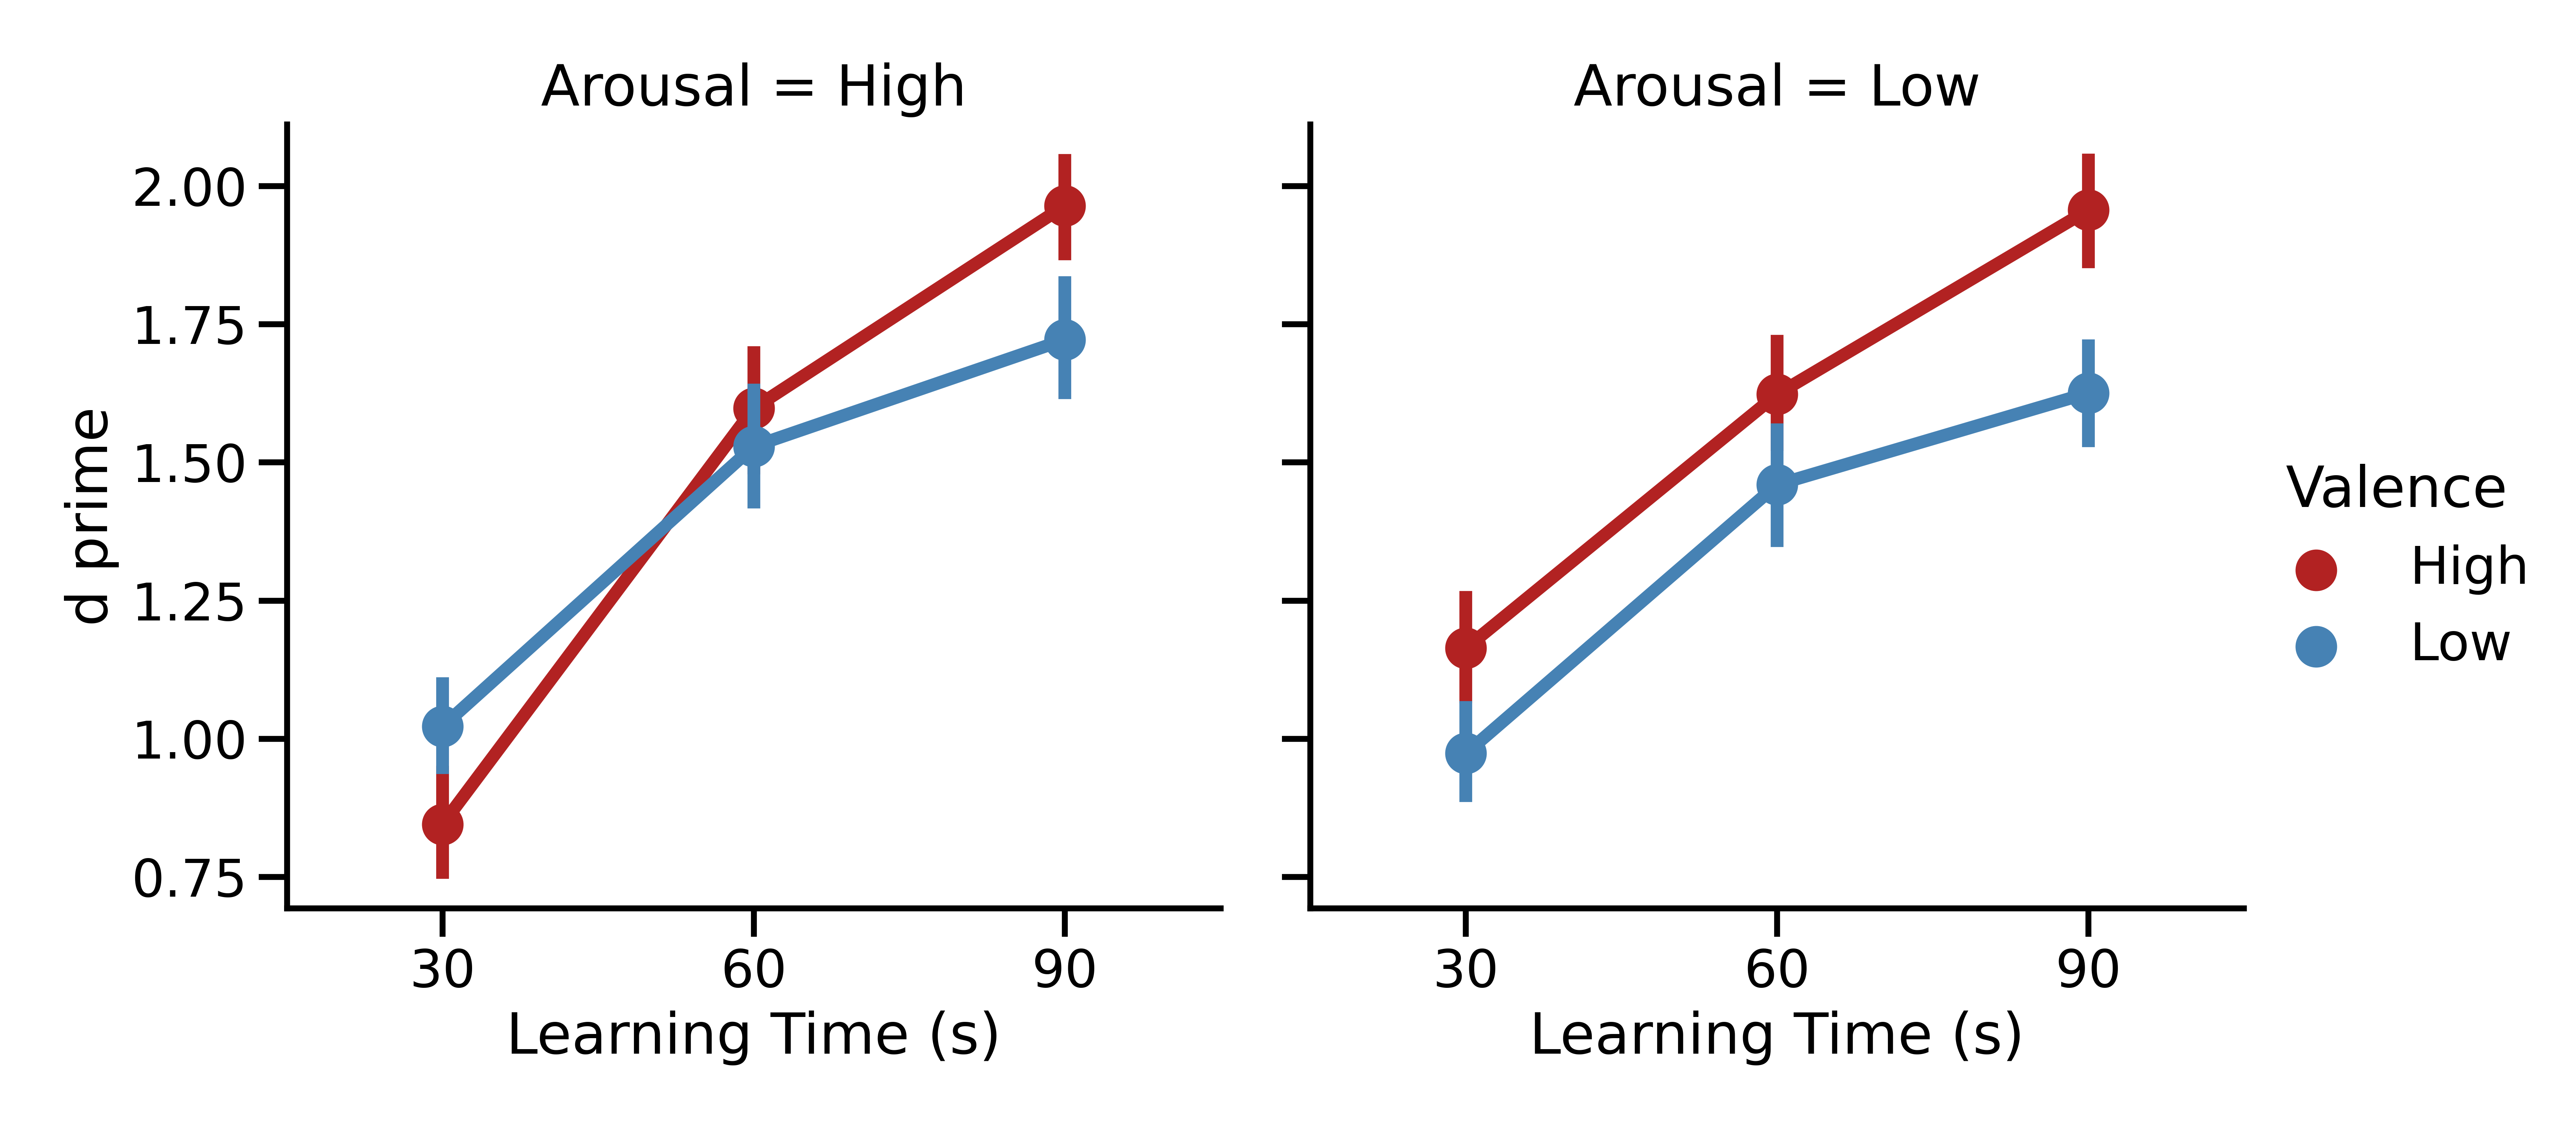 Arousal = High
Arousal = Low
d prime
2.00
1.75
1.50
1.25
1.00
0.75
30 60 90
Learning Time (s)
30 60 90
Learning Time (s)
Valence
High
Low